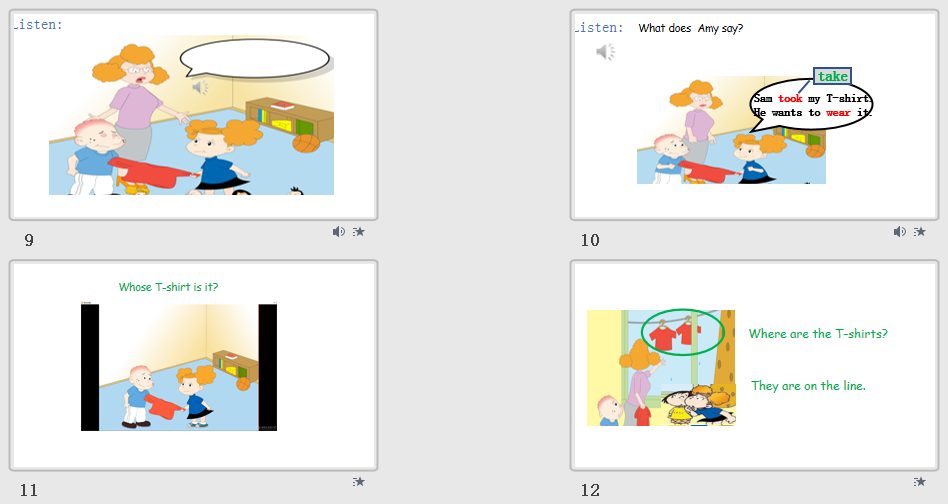 Listen:
9
Listen: What does Amy say?
take
Sam took my T-shirt.
He wants to wear it.
10
Whose T-shirt is it?
11
Where are the T-shirts?
They are on the line.
12